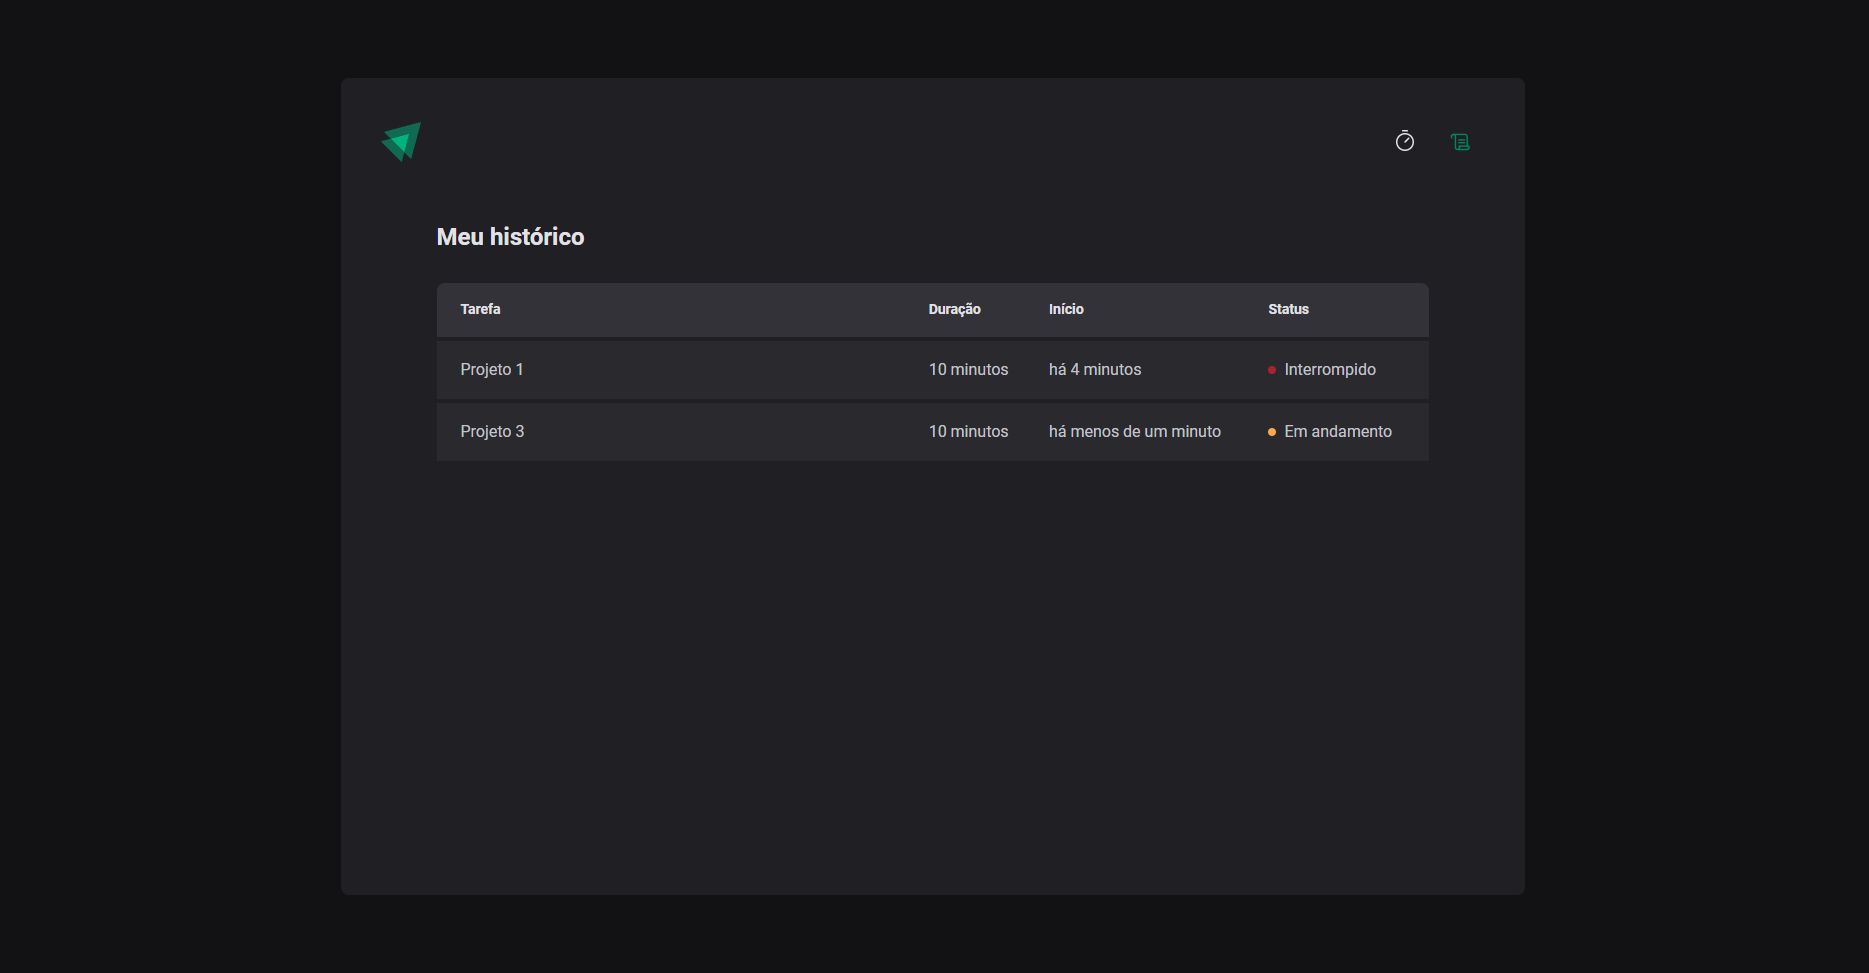 Meu histórico
Tarefa Duração Início Status
Projeto 1 10 minutos há 4 minutos Interrompido
Projeto 3 10 minutos há menos de um minuto Em andamento